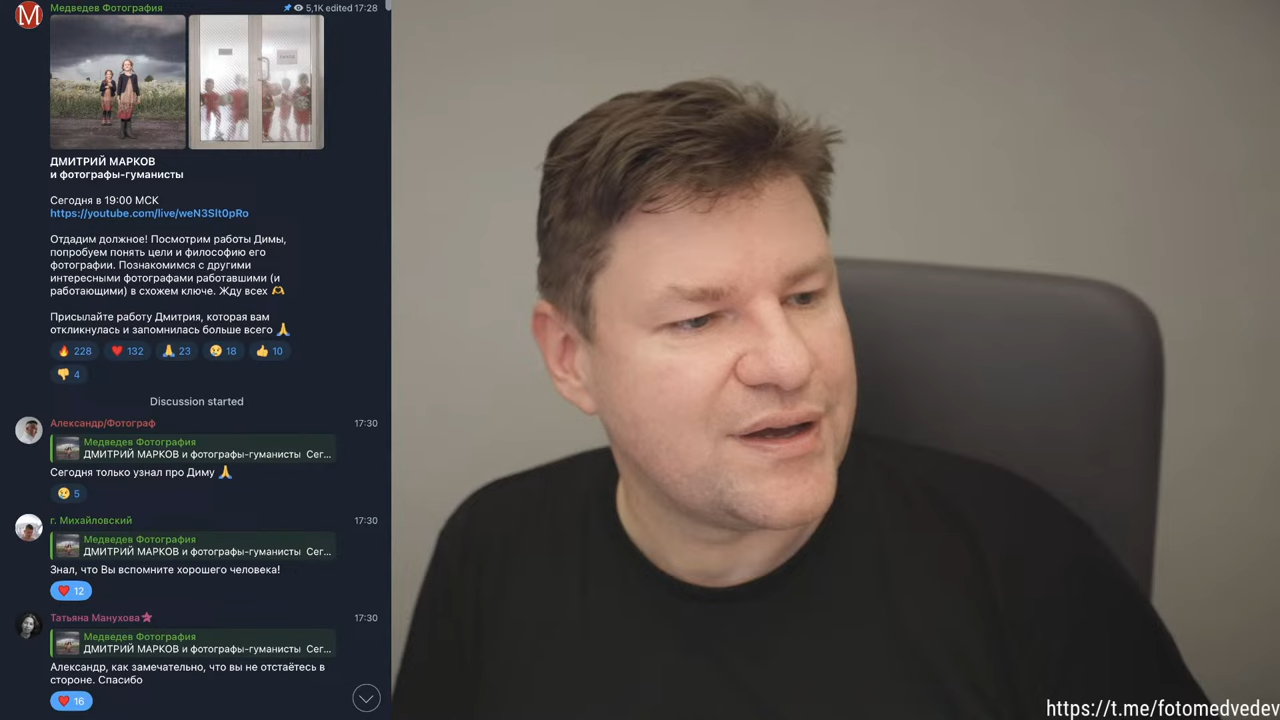 Медведев Фотография
5,1K edited 17:28
ДМИТРИЙ МАРКОВ
и фотографы-гуманисты
Сегодня в 19:00 МСК
https://youtube.com/live/weN3Slt0pRo
Отдадим должное! Посмотрим работы Димы,
попробуем понять цели и философию его
фотографии. Познакомимся с другими
интересными фотографами работавшими (и
работающими) в схожем ключе. Жду всех 🫶
Присылайте работу Дмитрия, которая вам
откликнулась и запомнилась больше всего 🙏
🔥 228 ❤️ 132 🙏 23 😢 18 👍 10
👎 4
Discussion started
Александр/Фотограф 17:30
Медведев Фотография
ДМИТРИЙ МАРКОВ и фотографы-гуманисты Сег...
Сегодня только узнал про Диму 🙏
😢 5
г. Михайловский 17:30
Медведев Фотография
ДМИТРИЙ МАРКОВ и фотографы-гуманисты Сег...
Знал, что Вы вспомните хорошего человека!
❤️ 12
Татьяна Манухова 17:30
Медведев Фотография
ДМИТРИЙ МАРКОВ и фотографы-гуманисты Сег...
Александр, как замечательно, что вы не отстаётесь в
стороне. Спасибо
❤️ 16
https://t.me/fotomedvedev